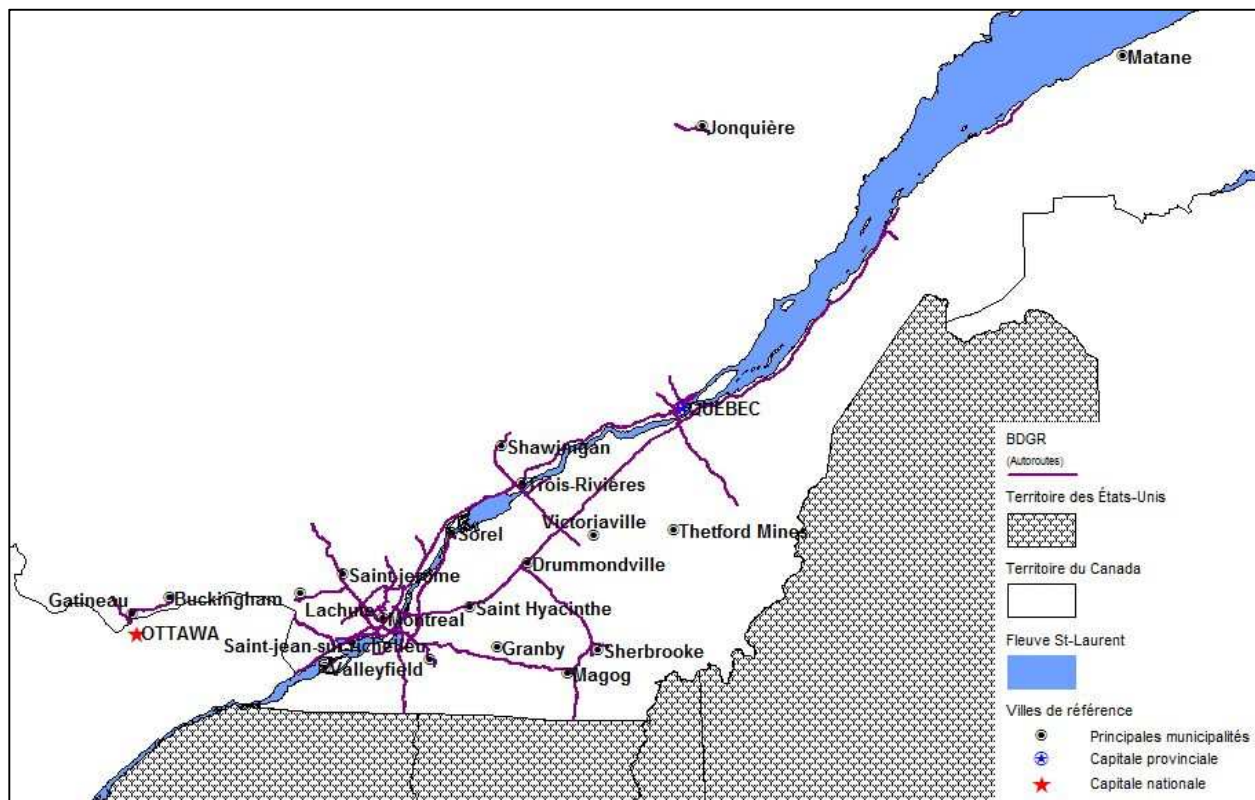 Matane
Jonquière
QUEBEC
Shawinigan
Trois-Rivières
Victoriaville
Thetford Mines
Sorel
Drummondville
Saint-jerome
Gatineau
Buckingham
Lachute
Saint Hyacinthe
Montreal
OTTAWA
Saint-jean-sur-richelieu
Granby
Sherbrooke
Valleyfield
Magog
BDGR
(Autoroutes)
Territoire des États-Unis
Territoire du Canada
Fleuve St-Laurent
Villes de référence
Principales municipalités
Capitale provinciale
Capitale nationale